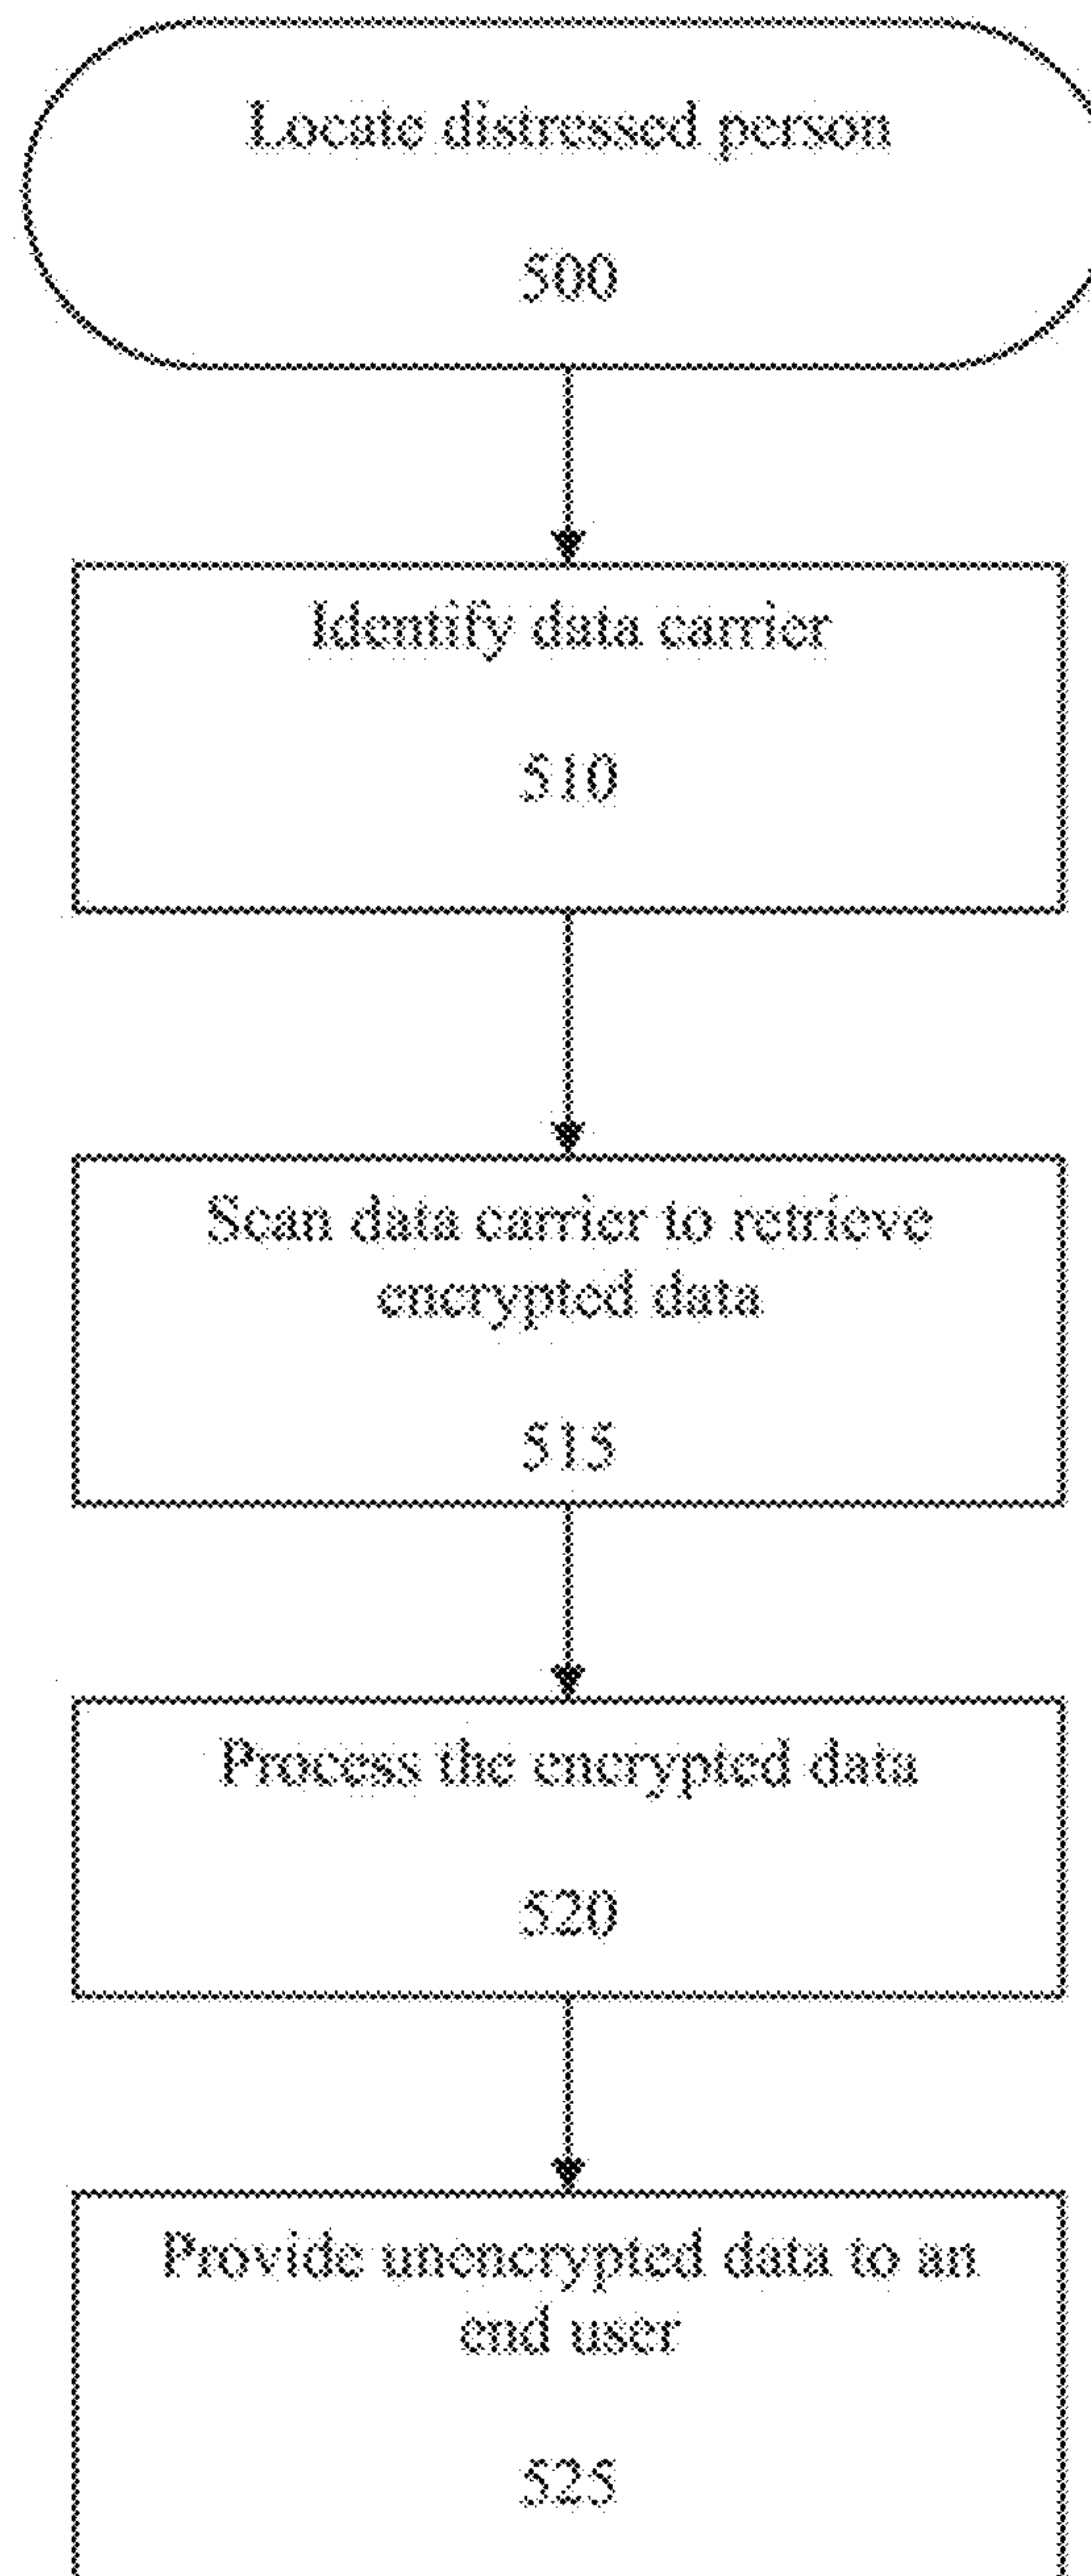 Locate distressed person
500
Identify data carrier
510
Scan data carrier to retrieve
encrypted data
515
Process the encrypted data
520
Provide unencrypted data to an
end user
525